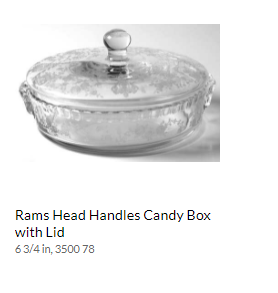 Rams Head Handles Candy Box
with Lid
6 3/4 in, 3500 78